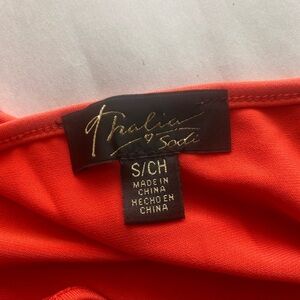 Thalia
Sodi
S/CH
MADE IN
CHINA
HECHO EN
CHINA